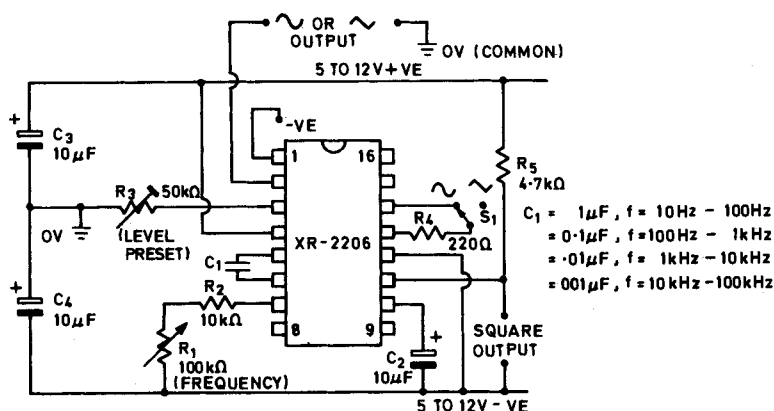 OR
OUTPUT
0V (COMMON)
5 TO 12V+VE
+
C3
10µF
-VE
1
16
R5
4·7kΩ
R3
50kΩ
0V
(LEVEL
PRESET)
XR-2206
R4
220Ω
S1
C1 = 1µF, f = 10Hz – 100Hz
= 0·1µF, f = 100Hz – 1kHz
= ·01µF, f = 1kHz – 10kHz
= 001µF, f = 10kHz – 100kHz
C1
+
C4
10µF
R2
10kΩ
8
9
R1
100kΩ
(FREQUENCY)
+
C2
10µF
SQUARE
OUTPUT
5 TO 12V – VE